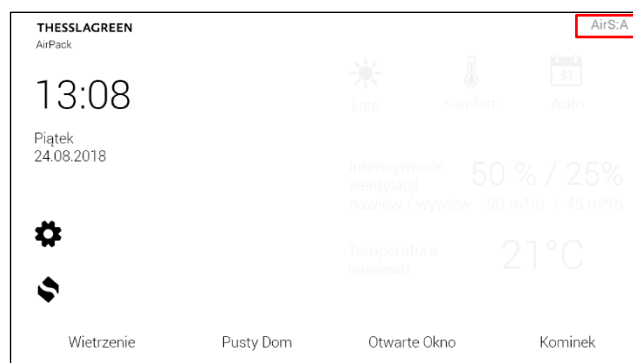 THESSLAGREEN
AirPack
AirS:A
13:08
Piątek
24.08.2018
31
Lato
Komfort
Auto
Intensywność
wentylacji
nawiew / wywiew
50 % / 25%
90 m³/h / 45 m³/h
Temperatura
nawiewu
21°C
Wietrzenie
Pusty Dom
Otwarte Okno
Kominek